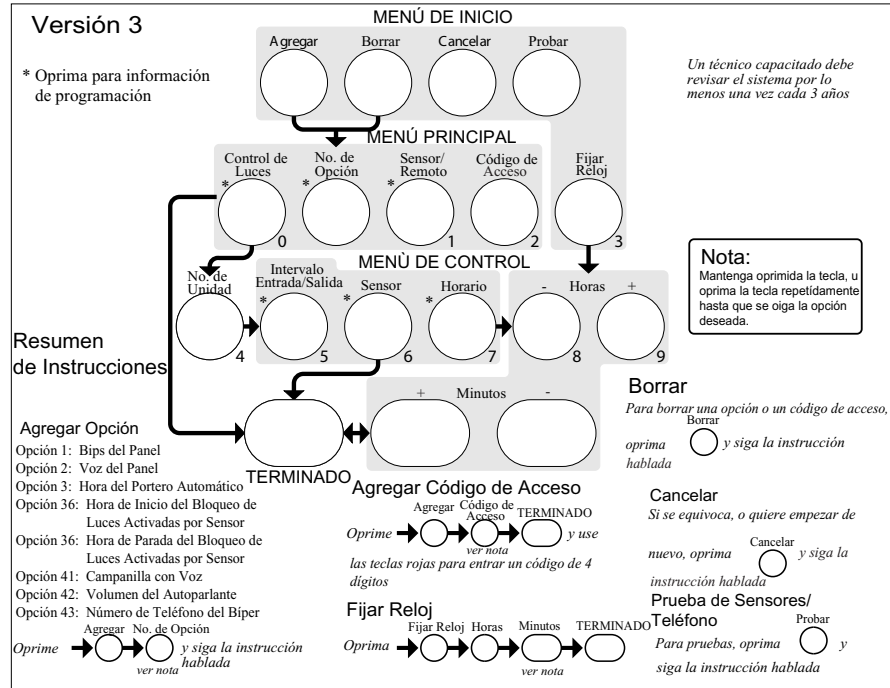 MENÚ DE INICIO
Versión 3
Agregar Borrar Cancelar Probar
* Oprima para información
de programación
Un técnico capacitado debe
revisar el sistema por lo
menos una vez cada 3 años
MENÚ PRINCIPAL
Control de
Luces
*
No. de
Opción
*
Sensor/
Remoto
*
Código de
Acceso
Fijar
Reloj
0 1 2 3
MENÙ DE CONTROL
No. de
Unidad
Intervalo
Entrada/Salida
*
Sensor
*
Horario
*
- Horas +
4 5 6 7 8 9
Nota:
Mantenga oprimida la tecla, u
oprima la tecla repetídamente
hasta que se oiga la opción
deseada.
Resumen
de Instrucciones
+ Minutos -
TERMINADO
Agregar Opción
Opción 1: Bips del Panel
Opción 2: Voz del Panel
Opción 3: Hora del Portero Automático
Opción 36: Hora de Inicio del Bloqueo de
Luces Activadas por Sensor
Opción 36: Hora de Parada del Bloqueo de
Luces Activadas por Sensor
Opción 41: Campanilla con Voz
Opción 42: Volumen del Autoparlante
Opción 43: Número de Teléfono del Bíper
Agregar No. de Opción
Oprime y siga la instrucción
hablada
ver nota
Agregar Código de Acceso
Agregar Código de
Acceso TERMINADO
Oprime y use
ver nota
las teclas rojas para entrar un código de 4
dígitos
Fijar Reloj
Fijar Reloj Horas Minutos TERMINADO
Oprima
ver nota
Borrar
Para borrar una opción o un código de acceso,
Borrar
oprima y siga la instrucción
hablada
Cancelar
Si se equivoca, o quiere empezar de
Cancelar
nuevo, oprima y siga la
instrucción hablada
Prueba de Sensores/
Teléfono
Probar
Para pruebas, oprima y
siga la instrucción hablada